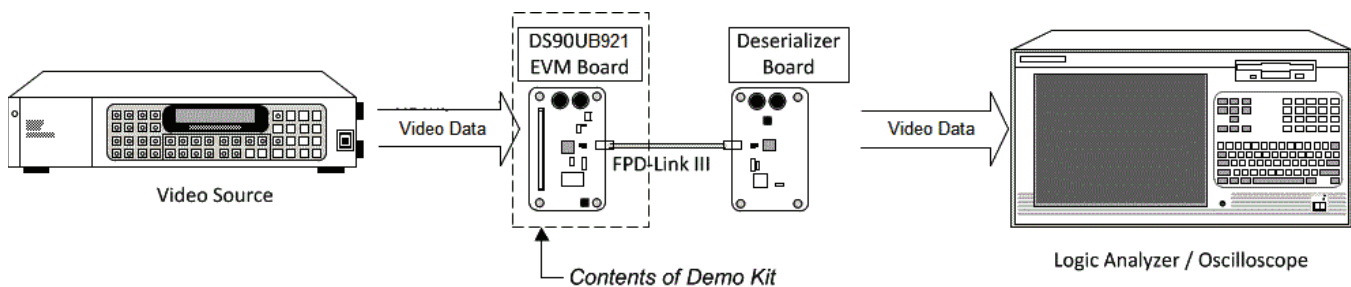 DS90UB921
EVM Board
Deserializer
Board
Video Data
Video Data
FPD-Link III
Video Source
Contents of Demo Kit
Logic Analyzer / Oscilloscope